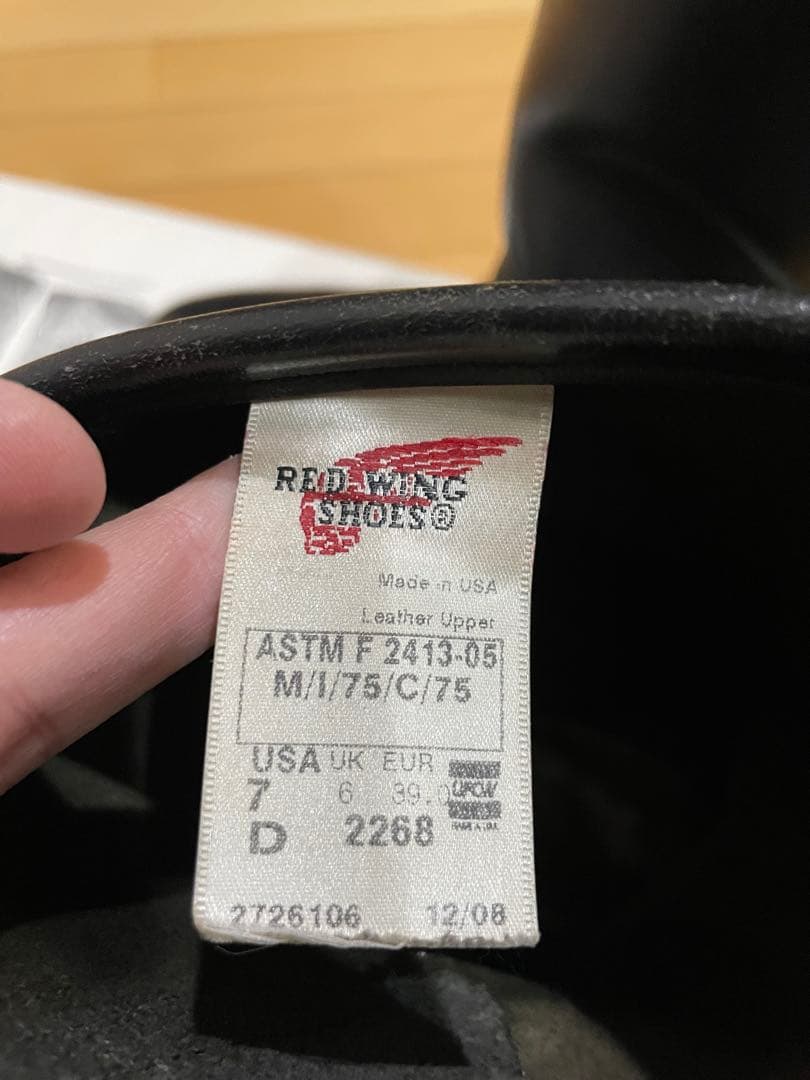 RED WING
SHOES®
Made in USA
Leather Upper
ASTM F 2413-05
M/I/75/C/75
USA UK EUR
7 6 39.0
D 2268
UFCW
2726106 12/08